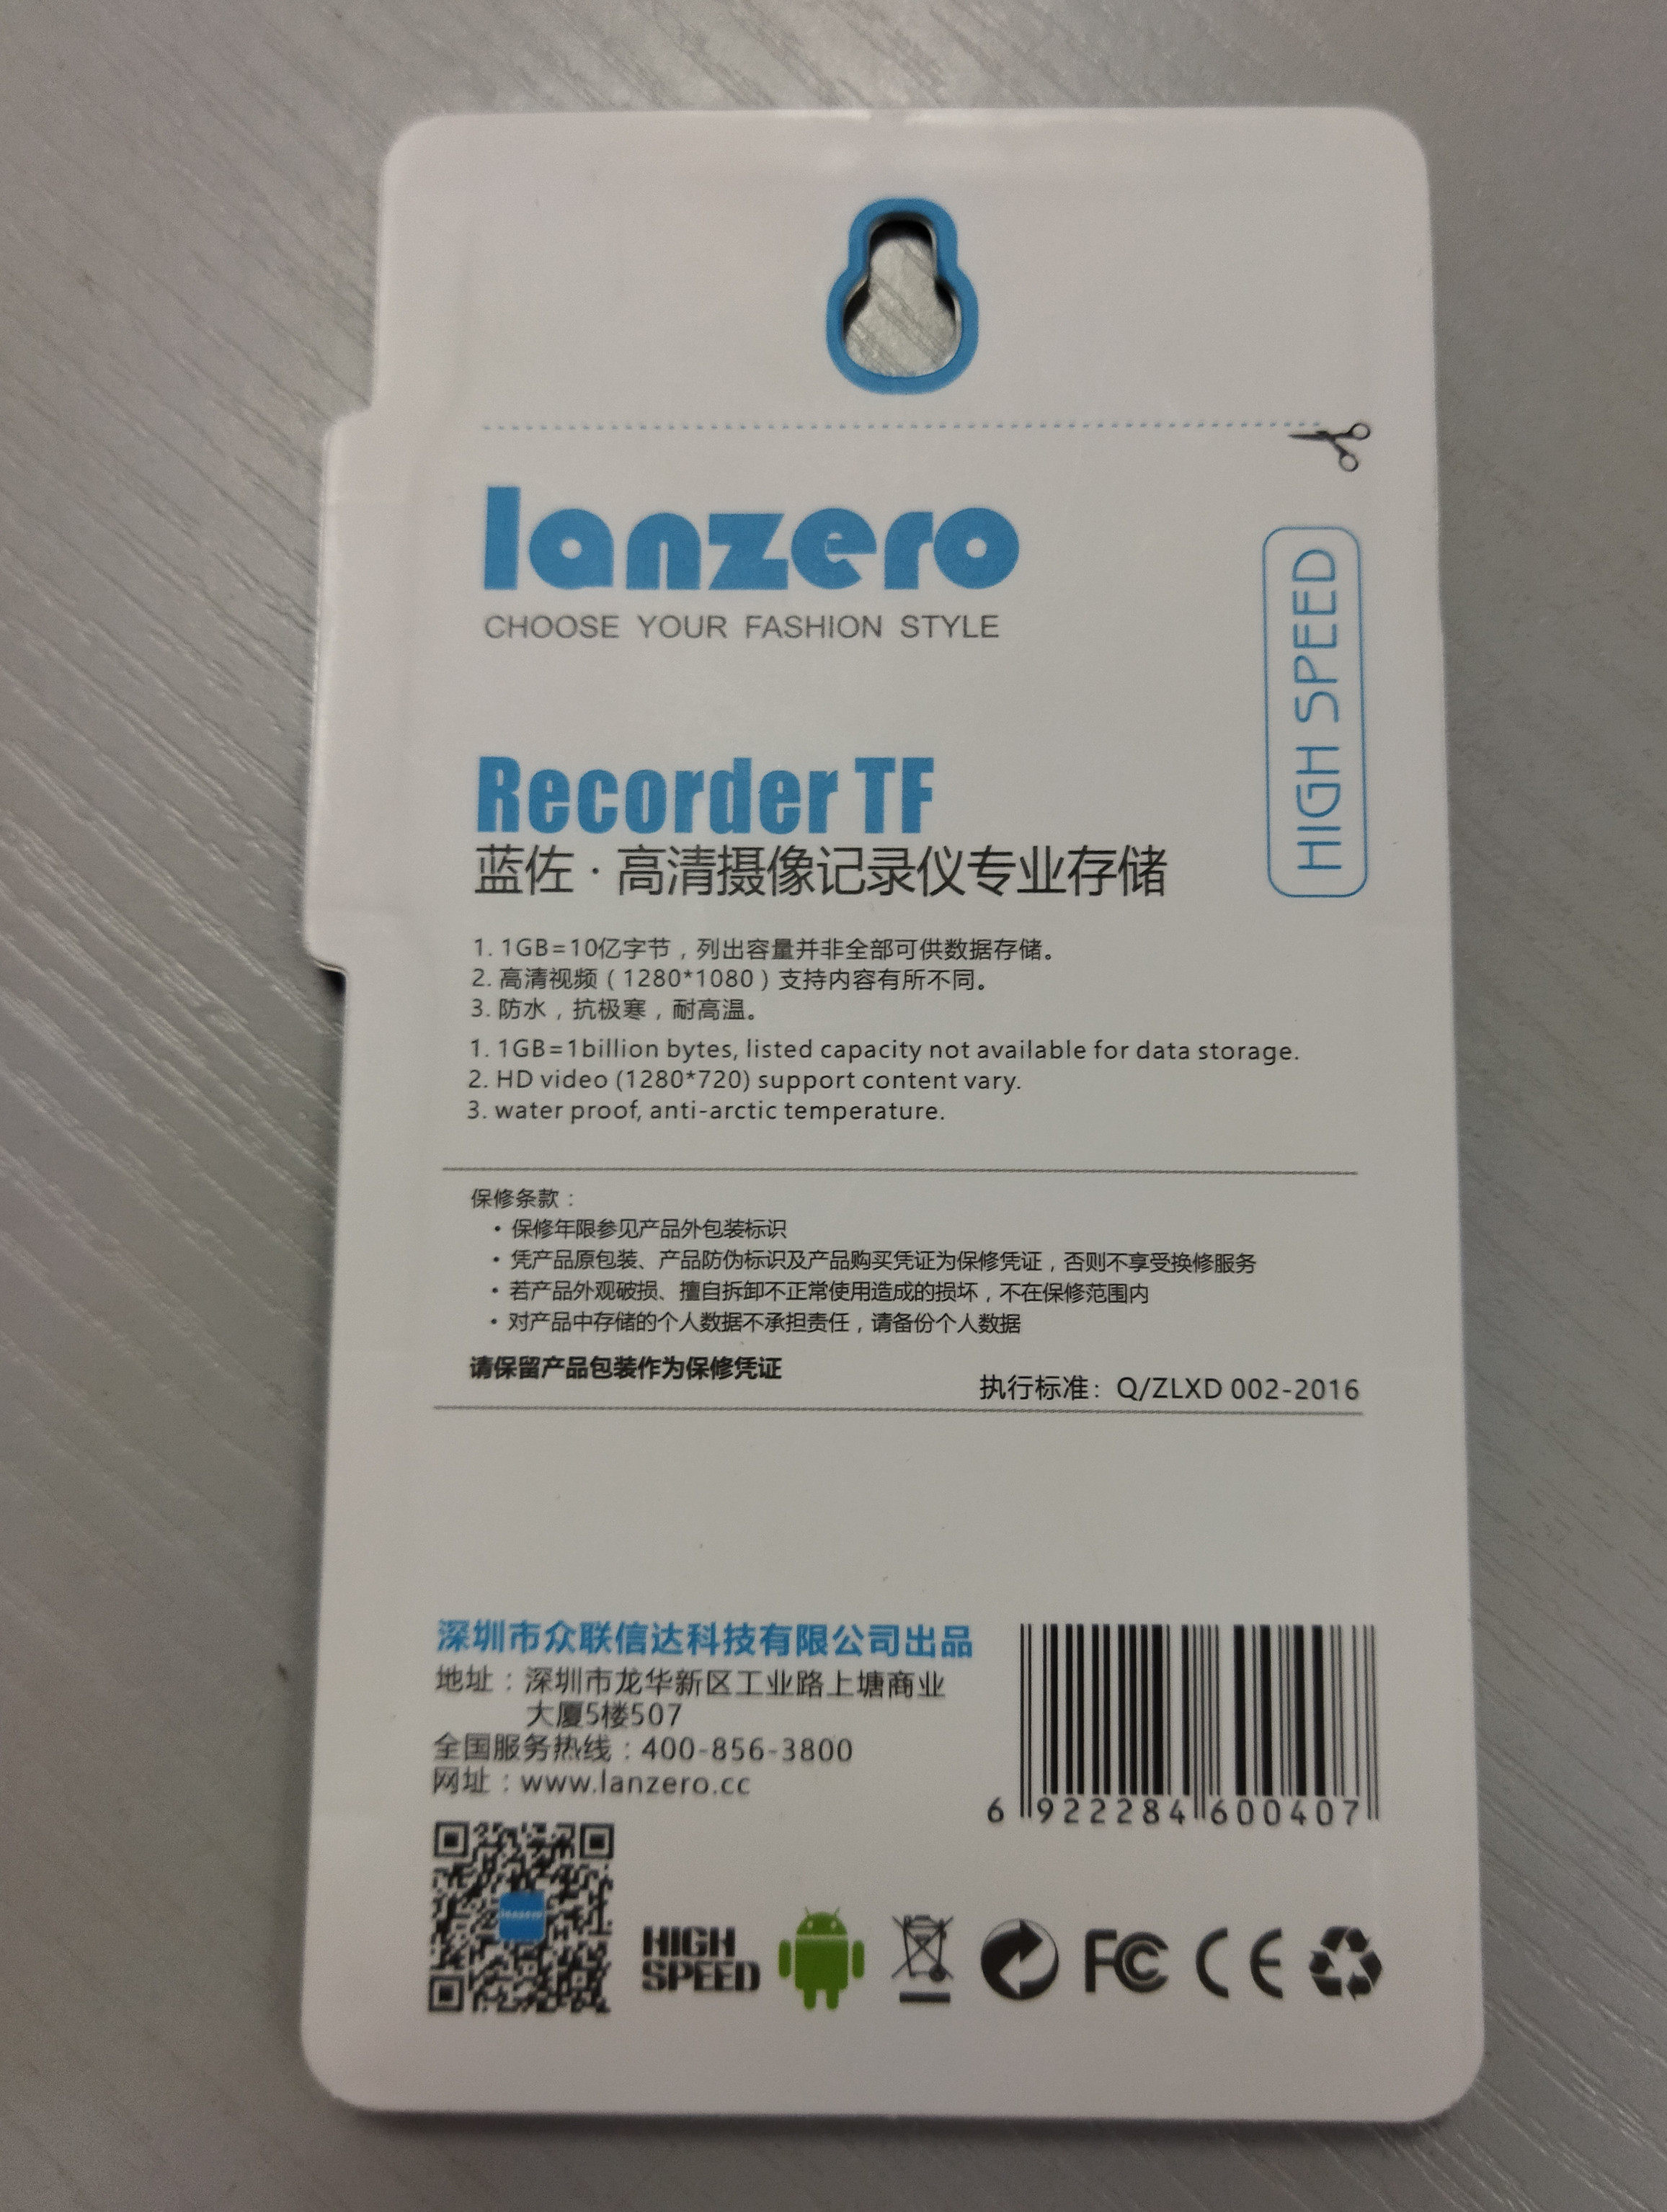 lanzero
CHOOSE YOUR FASHION STYLE
HIGH SPEED
Recorder TF
蓝佐·高清摄像记录仪专业存储
1. 1GB=10亿字节，列出容量并非全部可供数据存储。
2. 高清视频（1280*1080）支持内容有所不同。
3. 防水，抗极寒，耐高温。
1. 1GB=1billion bytes, listed capacity not available for data storage.
2. HD video (1280*720) support content vary.
3. water proof, anti-arctic temperature.
保修条款：
·保修年限参见产品外包装标识
·凭产品原包装、产品防伪标识及产品购买凭证为保修凭证，否则不享受换修服务
·若产品外观破损、擅自拆卸不正常使用造成的损坏，不在保修范围内
·对产品中存储的个人数据不承担责任，请备份个人数据
请保留产品包装作为保修凭证
执行标准：Q/ZLXD 002-2016
深圳市众联信达科技有限公司出品
地址：深圳市龙华新区工业路上塘商业
大厦5楼507
全国服务热线：400-856-3800
网址：www.lanzero.cc
6 922284 600407
HIGH
SPEED
FC CE